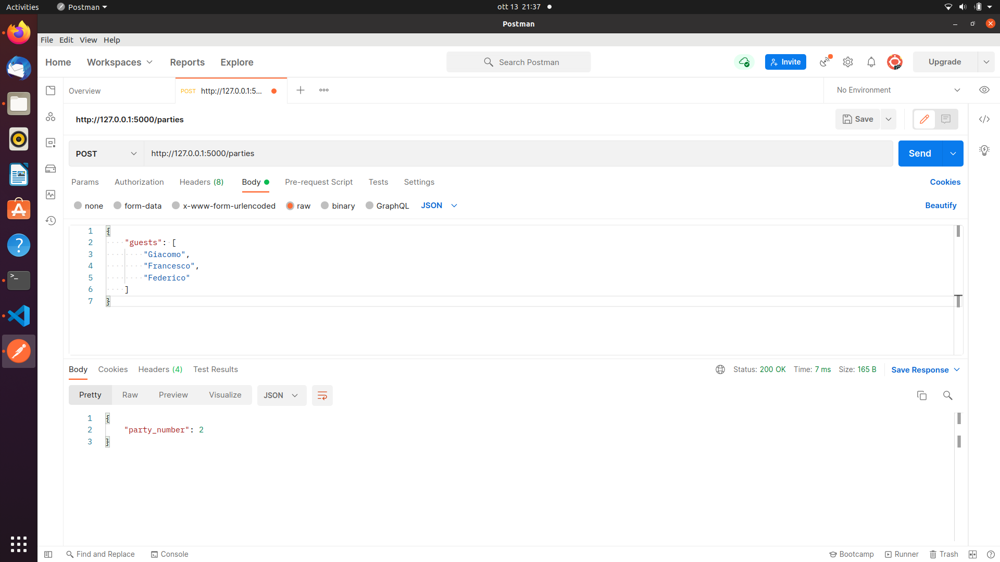 Activities Postman ott 13 21:37
Postman
File Edit View Help
Home Workspaces Reports Explore Search Postman Invite Upgrade
Overview POST http://127.0.0.1:5... No Environment
http://127.0.0.1:5000/parties Save
POST http://127.0.0.1:5000/parties Send
Params Authorization Headers (8) Body Pre-request Script Tests Settings Cookies
none form-data x-www-form-urlencoded raw binary GraphQL JSON Beautify
1 {
2 "guests": [
3 "Giacomo",
4 "Francesco",
5 "Federico"
6 ]
7 }
Body Cookies Headers (4) Test Results Status: 200 OK Time: 7 ms Size: 165 B Save Response
Pretty Raw Preview Visualize JSON
1 {
2 "party_number": 2
3 }
Find and Replace Console Bootcamp Runner Trash